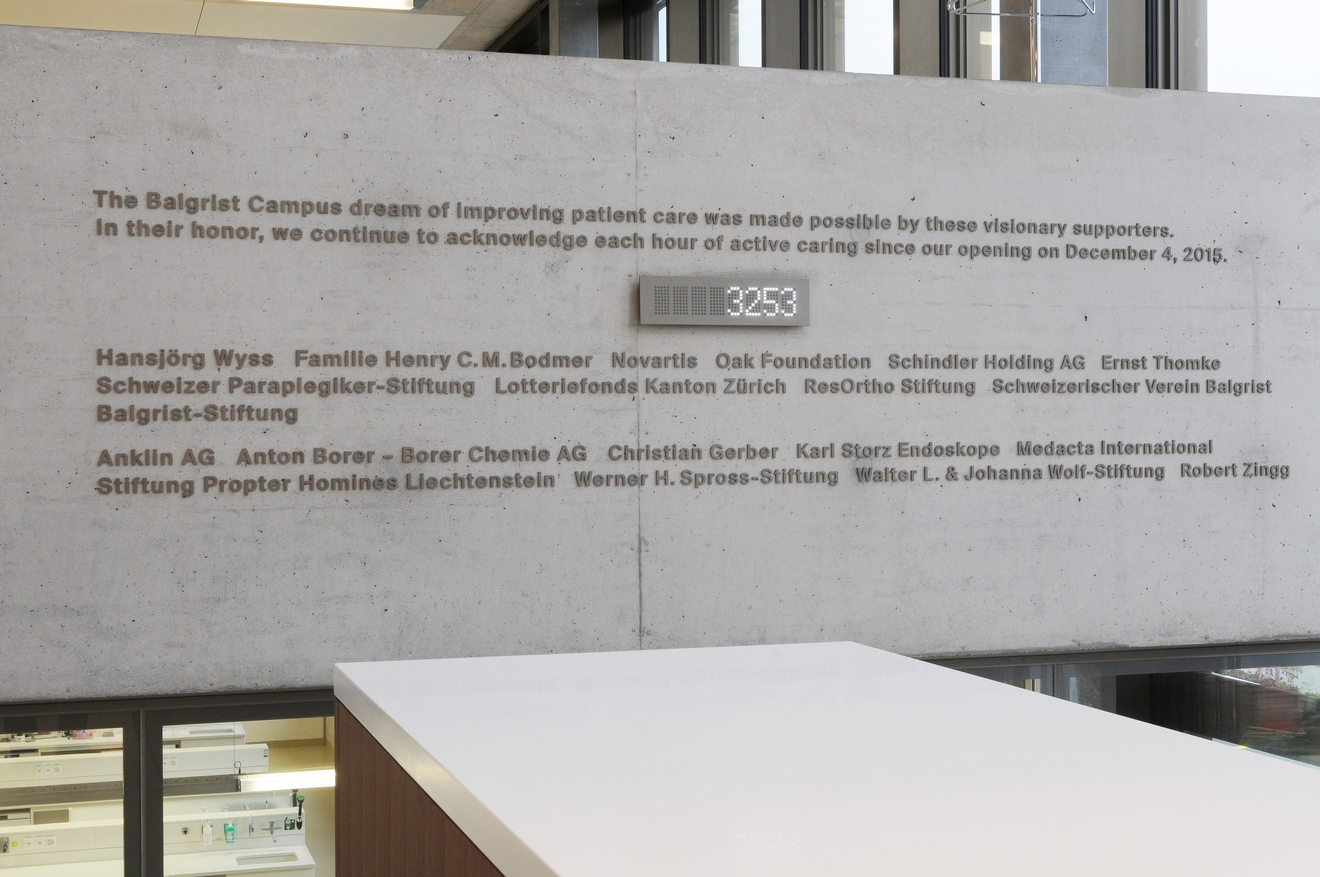 The Balgrist Campus dream of improving patient care was made possible by these visionary supporters.
In their honor, we continue to acknowledge each hour of active caring since our opening on December 4, 2015.
3253
Hansjörg Wyss Familie Henry C.M. Bodmer Novartis Oak Foundation Schindler Holding AG Ernst Thomke
Schweizer Paraplegiker-Stiftung Lotteriefonds Kanton Zürich ResOrtho Stiftung Schweizerischer Verein Balgrist
Balgrist-Stiftung
Anklin AG Anton Borer – Borer Chemie AG Christian Gerber Karl Storz Endoskope Medacta International
Stiftung Propter Homines Liechtenstein Werner H. Spross-Stiftung Walter L. & Johanna Wolf-Stiftung Robert Zingg